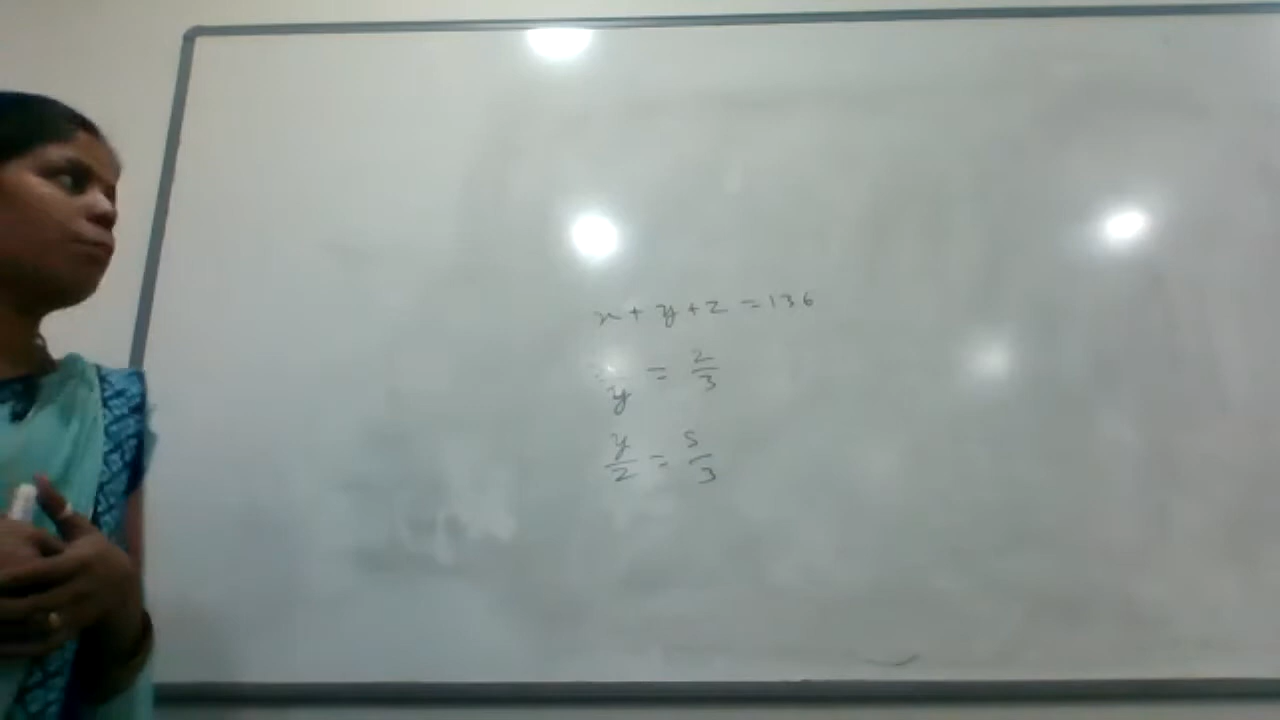 x + y + z = 136
y = 2/3
y/z = 5/3